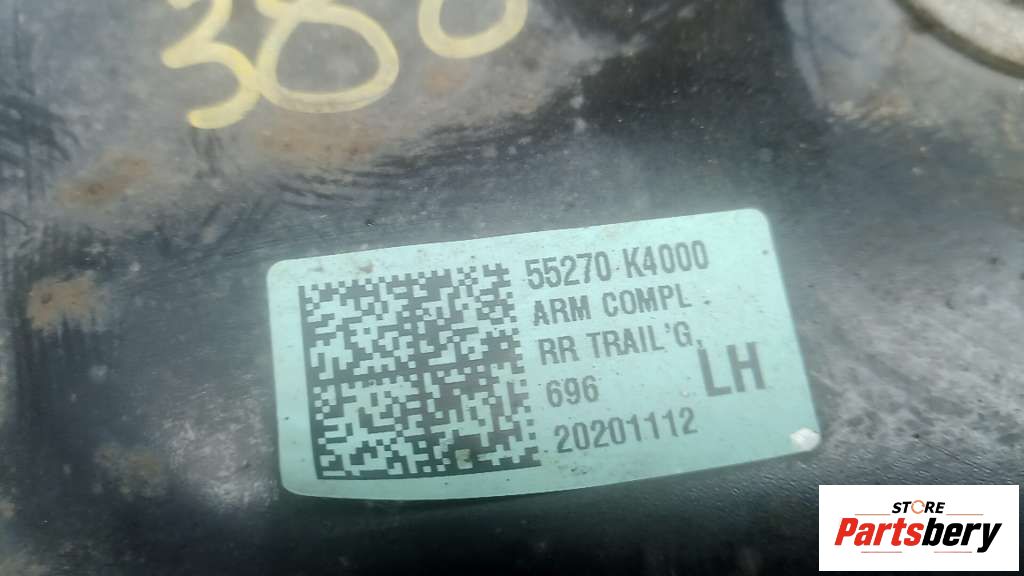 380
55270-K4000
ARM COMPL
RR TRAIL'G,
696
LH
20201112
STORE
Partsbery